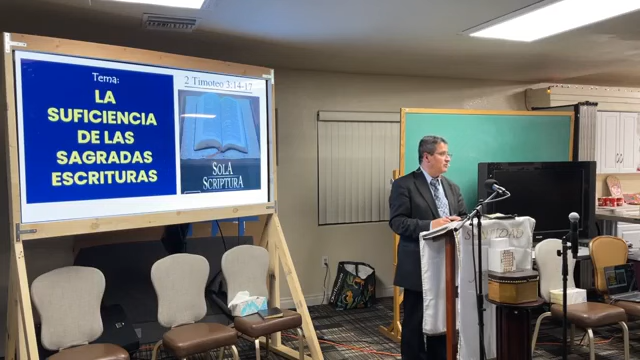 Tema:
LA
SUFICIENCIA
DE LAS
SAGRADAS
ESCRITURAS
2 Timoteo 3:14-17
SOLA
SCRIPTURA